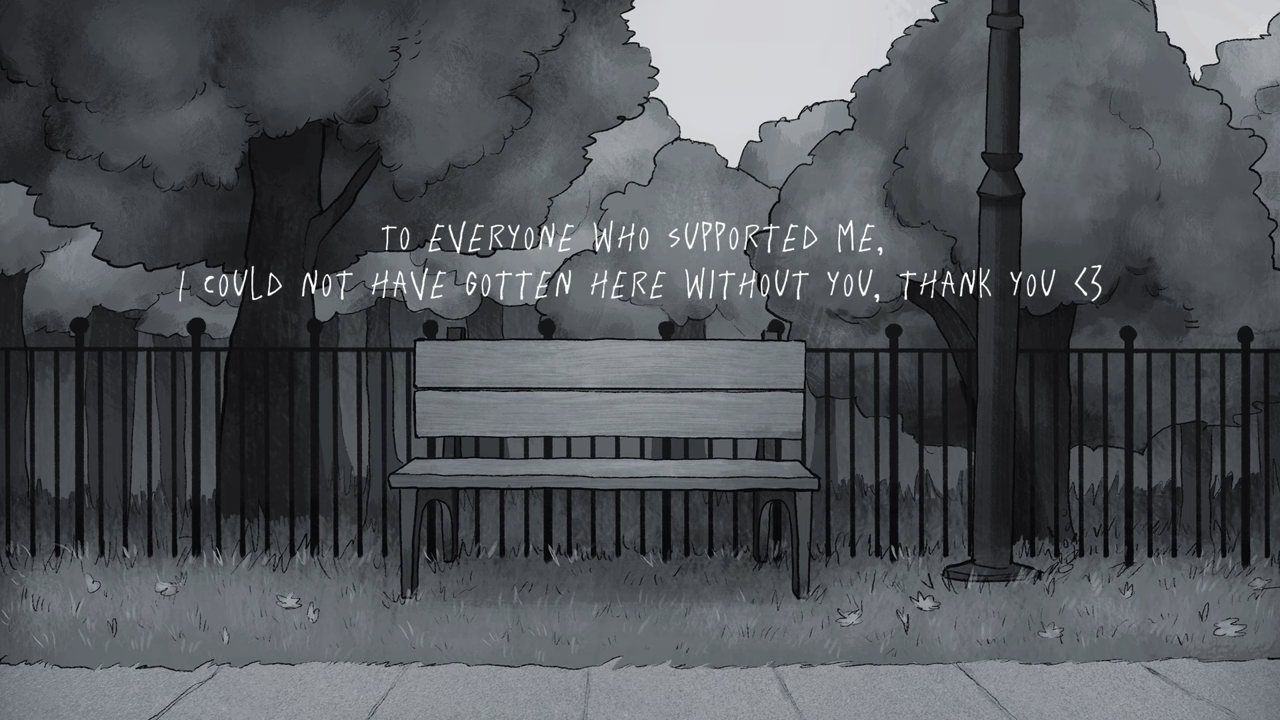 TO EVERYONE WHO SUPPORTED ME,
I COULD NOT HAVE GOTTEN HERE WITHOUT YOU, THANK YOU <3